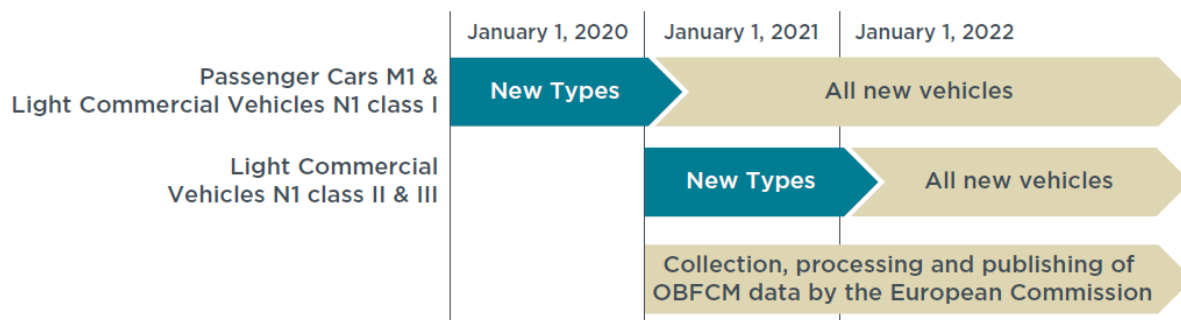 January 1, 2020
January 1, 2021
January 1, 2022
Passenger Cars M1 &
Light Commercial Vehicles N1 class I
New Types
All new vehicles
Light Commercial
Vehicles N1 class II & III
New Types
All new vehicles
Collection, processing and publishing of
OBFCM data by the European Commission